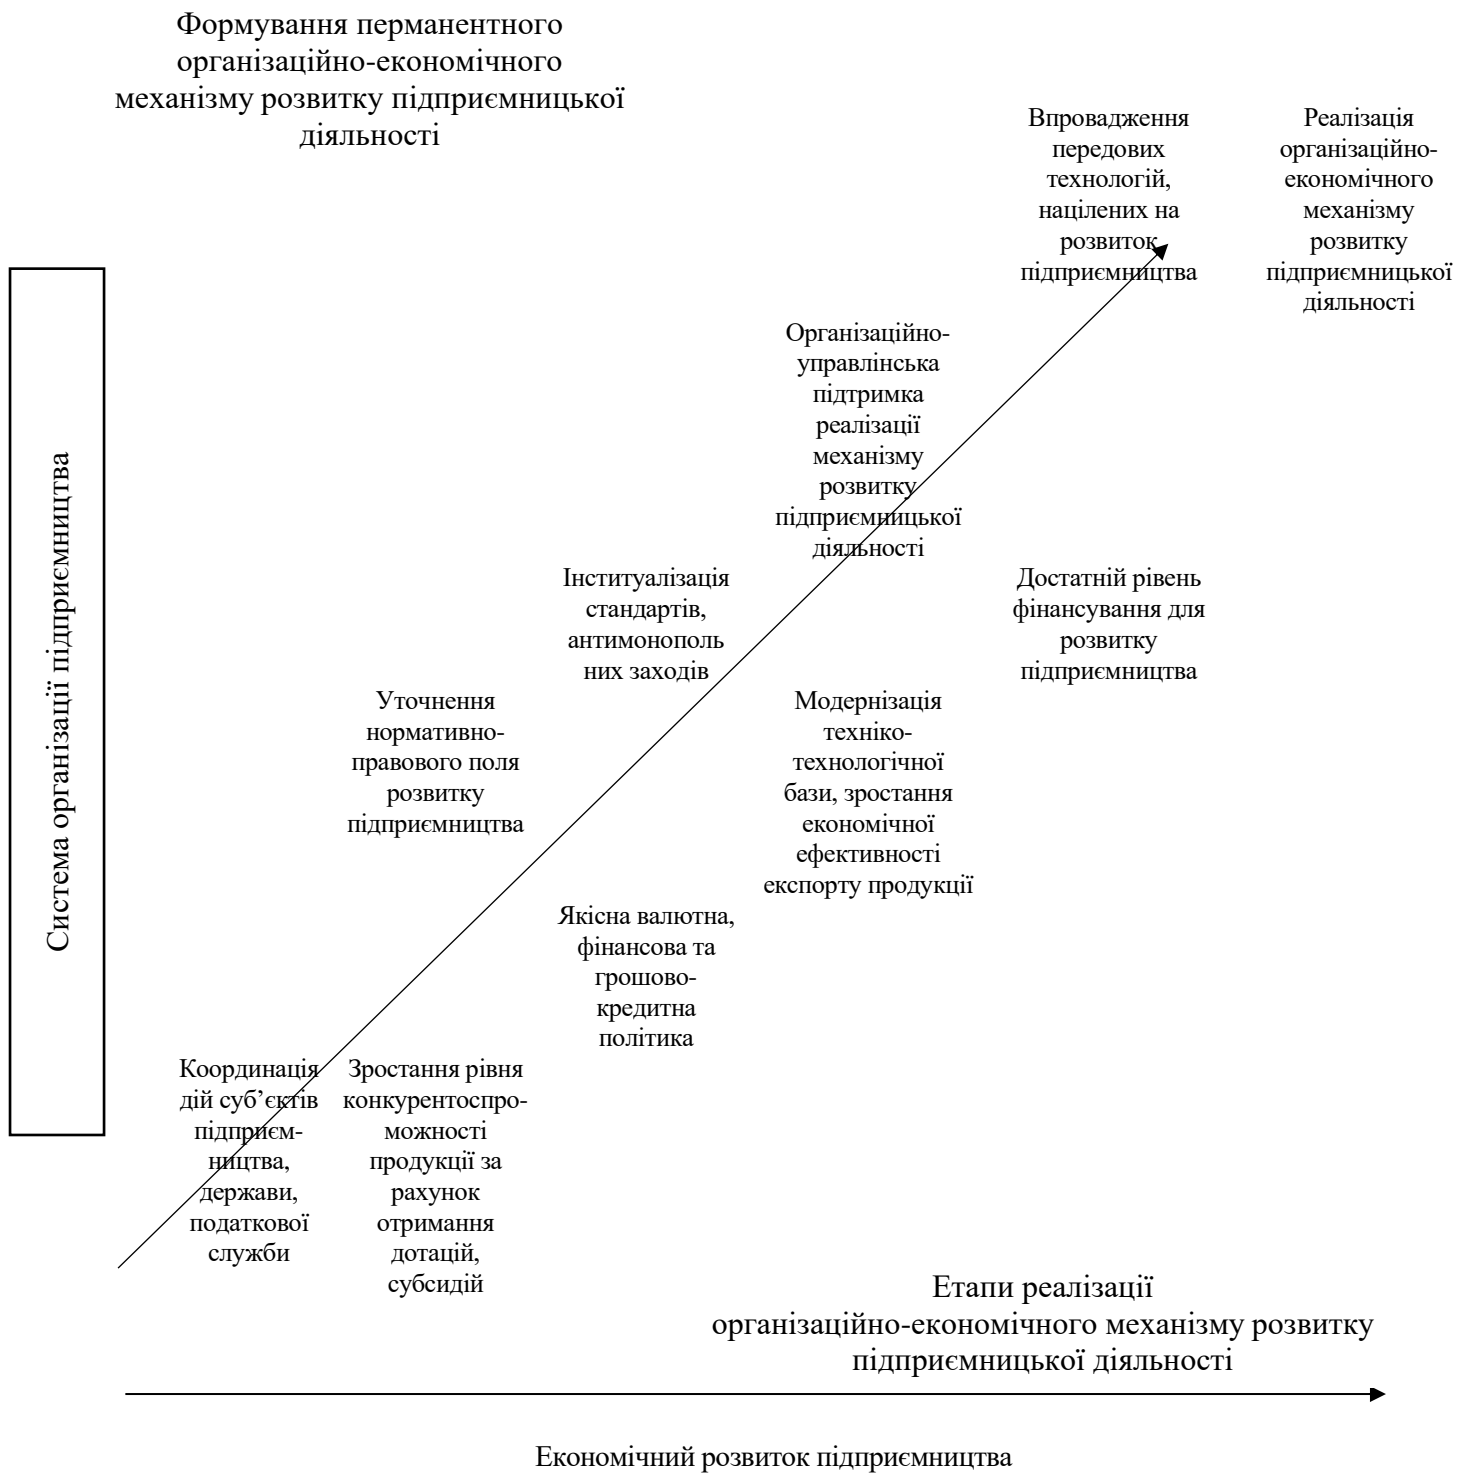 Формування перманентного
організаційно-економічного
механізму розвитку підприємницької
діяльності
Впровадження
передових
технологій,
націлених на
розвиток
підприємництва
Реалізація
організаційно-
економічного
механізму
розвитку
підприємницької
діяльності
Система організації підприємництва
Організаційно-
управлінська
підтримка
реалізації
механізму
розвитку
підприємницької
діяльності
Інституалізація
стандартів,
антимонополь
них заходів
Достатній рівень
фінансування для
розвитку
підприємництва
Уточнення
нормативно-
правового поля
розвитку
підприємництва
Модернізація
техніко-
технологічної
бази, зростання
економічної
ефективності
експорту продукції
Якісна валютна,
фінансова та
грошово-
кредитна
політика
Координація
дій суб’єктів
підприєм-
ництва,
держави,
податкової
служби
Зростання рівня
конкурентоспро-
можності
продукції за
рахунок
отримання
дотацій,
субсидій
Етапи реалізації
організаційно-економічного механізму розвитку
підприємницької діяльності
Економічний розвиток підприємництва